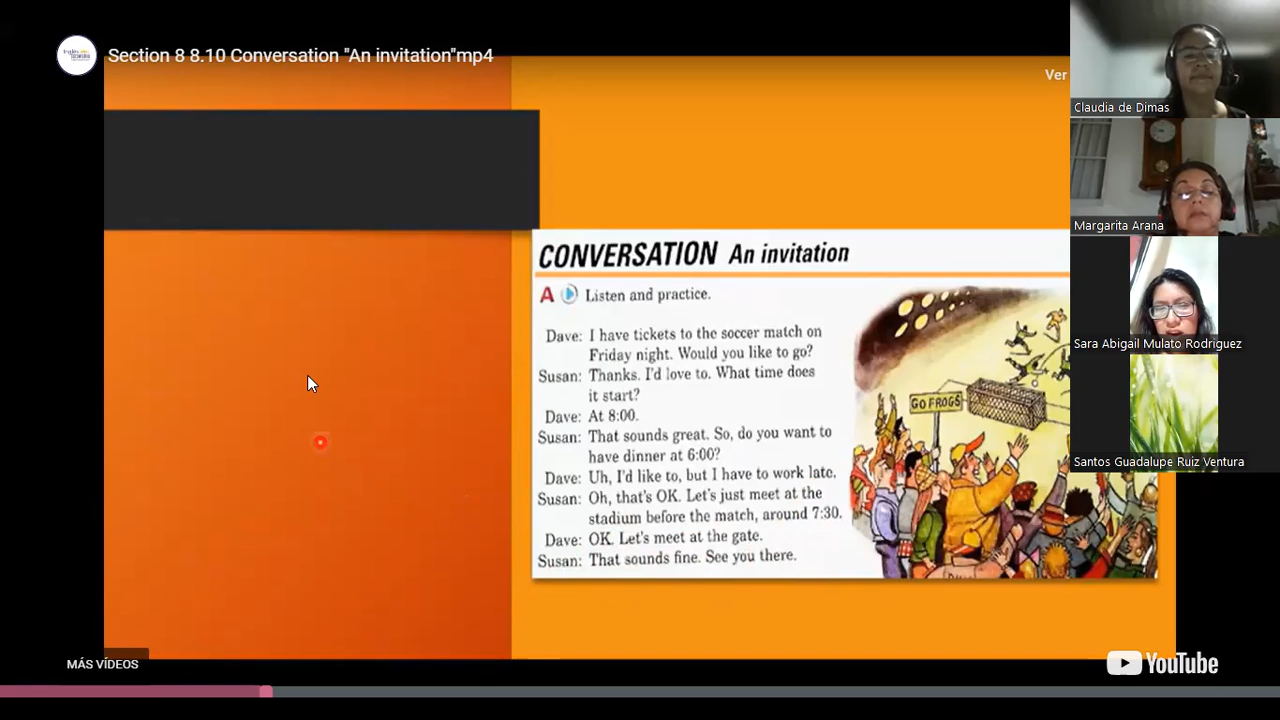 Section 8 8.10 Conversation "An invitation"mp4
Ver
Claudia de Dimas
Margarita Arana
Sara Abigail Mulato Rodriguez
Santos Guadalupe Ruiz Ventura
CONVERSATION An invitation
A Listen and practice.
Dave: I have tickets to the soccer match on
Friday night. Would you like to go?
Susan: Thanks. I'd love to. What time does
it start?
Dave: At 8:00.
Susan: That sounds great. So, do you want to
have dinner at 6:00?
Dave: Uh, I'd like to, but I have to work late.
Susan: Oh, that's OK. Let's just meet at the
stadium before the match, around 7:30.
Dave: OK. Let's meet at the gate.
Susan: That sounds fine. See you there.
GO FROGS
MÁS VÍDEOS
YouTube